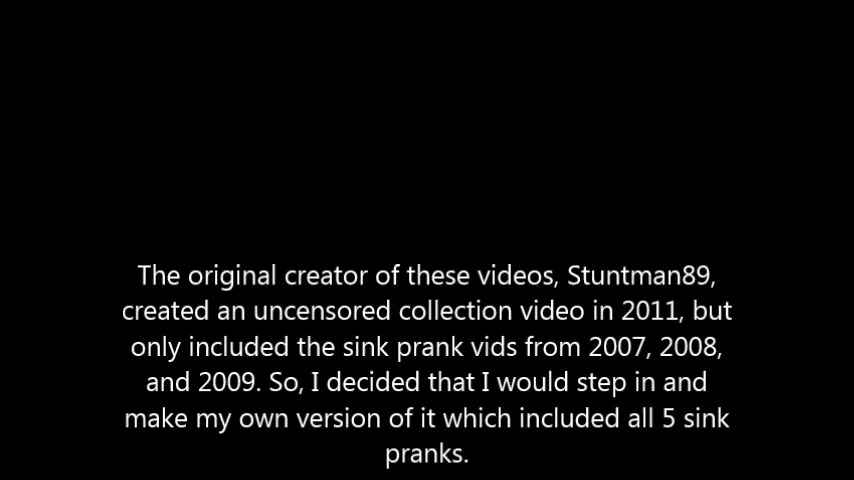 The original creator of these videos, Stuntman89,
created an uncensored collection video in 2011, but
only included the sink prank vids from 2007, 2008,
and 2009. So, I decided that I would step in and
make my own version of it which included all 5 sink
pranks.